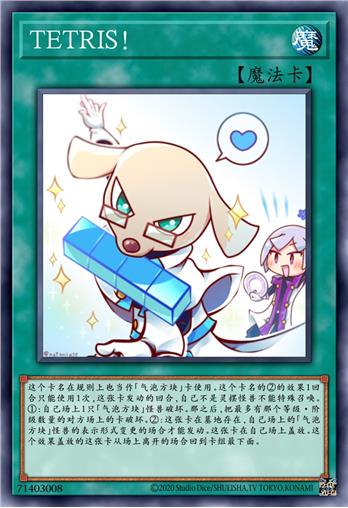 TETRIS!
魔
【魔法卡】
@natsumint
这个卡名在规则上也当作「气泡方块」卡使用。这个卡名的②的效果1回
合只能使用1次，这张卡发动的回合，自己不是灵摆怪兽不能特殊召唤。
①：自己场上1只「气泡方块」怪兽破坏。那之后，把最多有那个等级·阶
级数量的对方场上的卡破坏。②：这张卡在墓地存在，自己场上的「气泡
方块」怪兽的表示形式变更的场合才能发动。这张卡在自己场上盖放。这
个效果盖放的这张卡从场上离开的场合回到卡组最下面。
71403008
©2020 Studio Dice/SHUEISHA,TV TOKYO,KONAMI